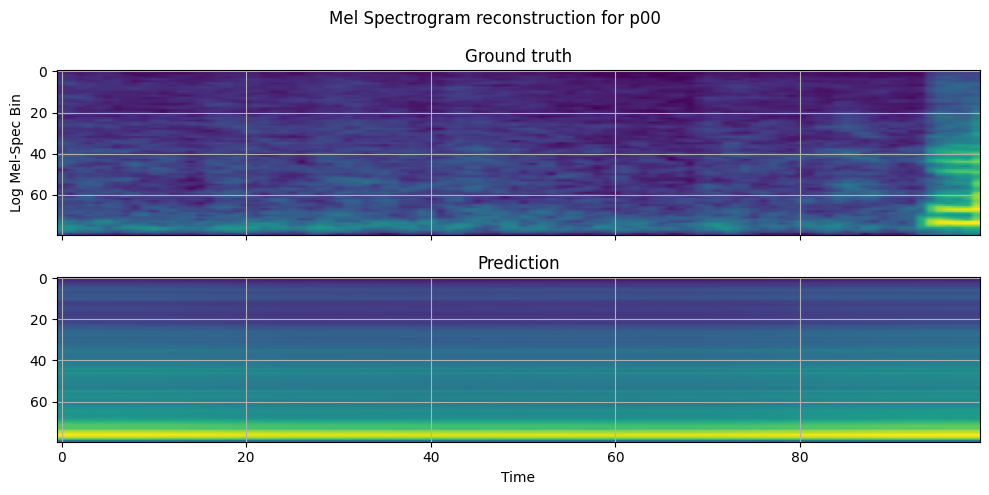 Mel Spectrogram reconstruction for p00
Ground truth
0
20
40
60
Log Mel-Spec Bin
Prediction
0
20
40
60
0 20 40 60 80
Time